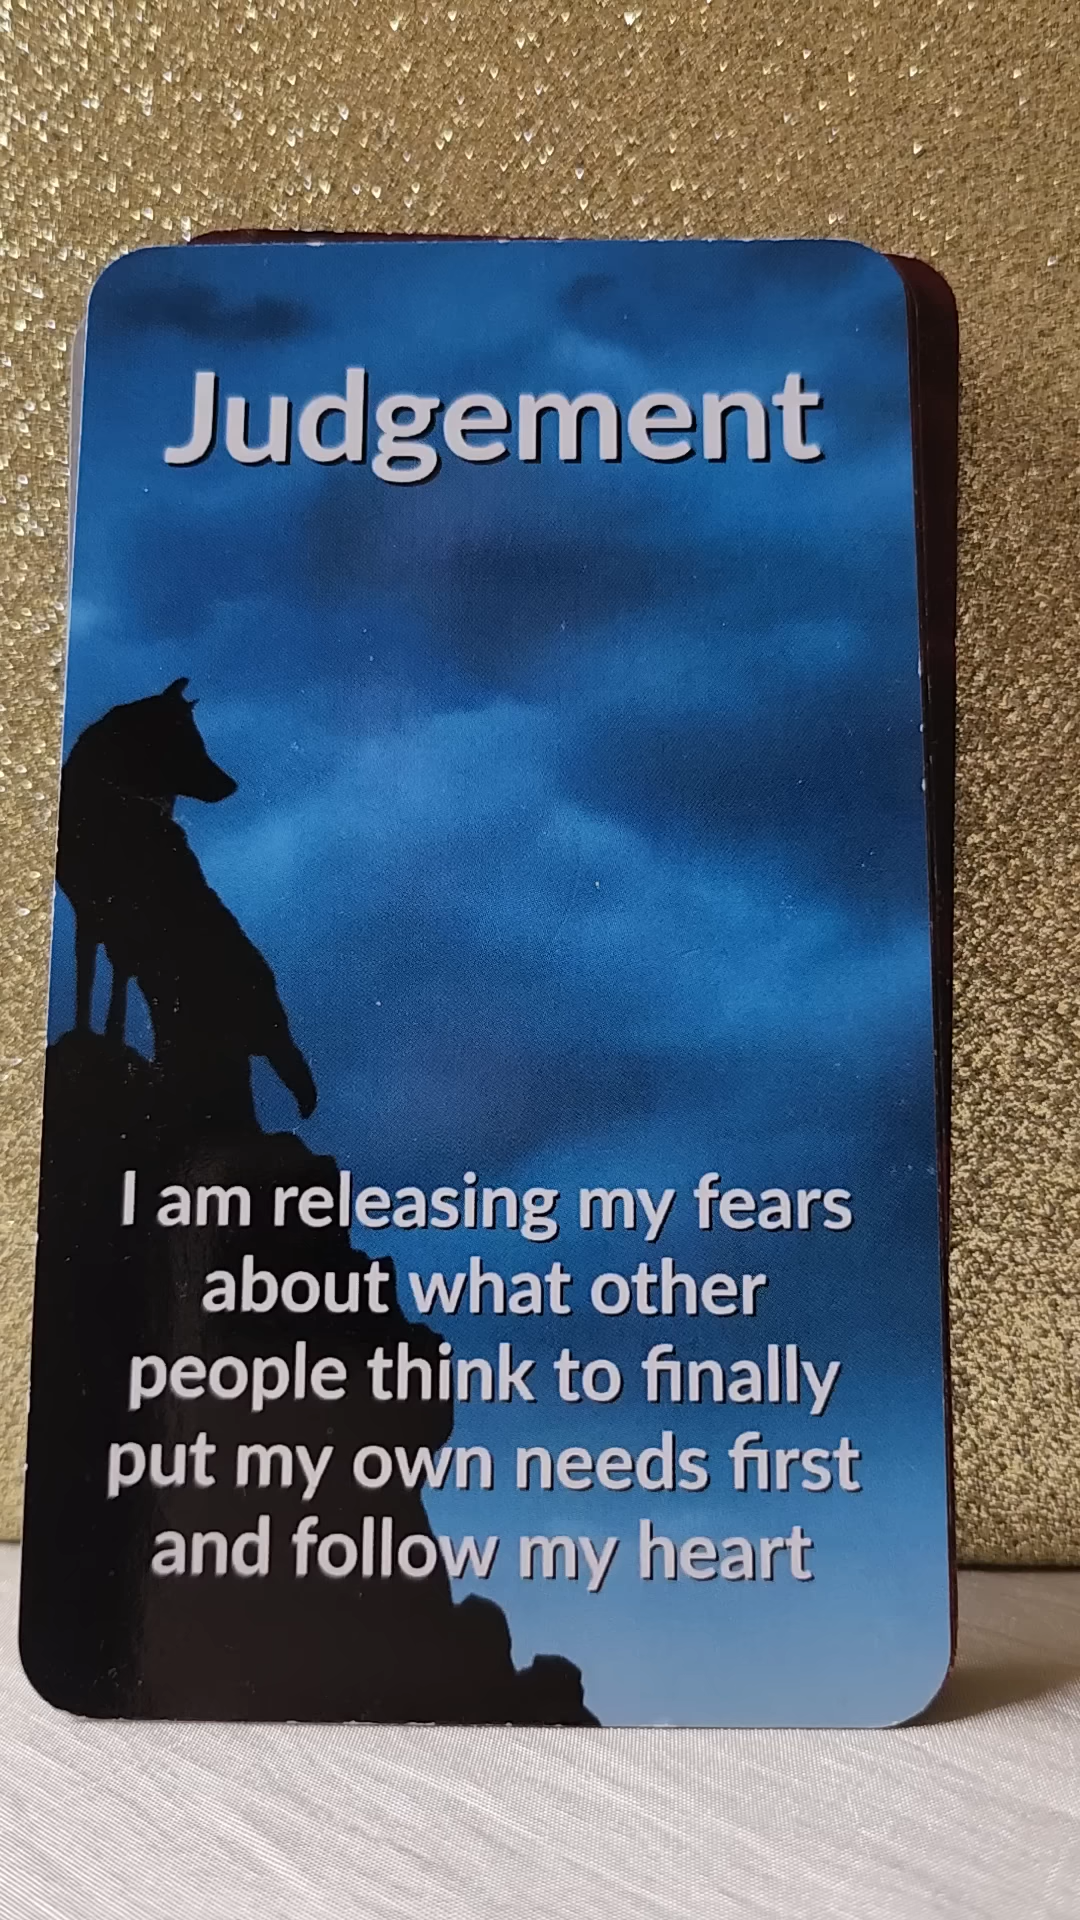 Judgement
I am releasing my fears
about what other
people think to finally
put my own needs first
and follow my heart